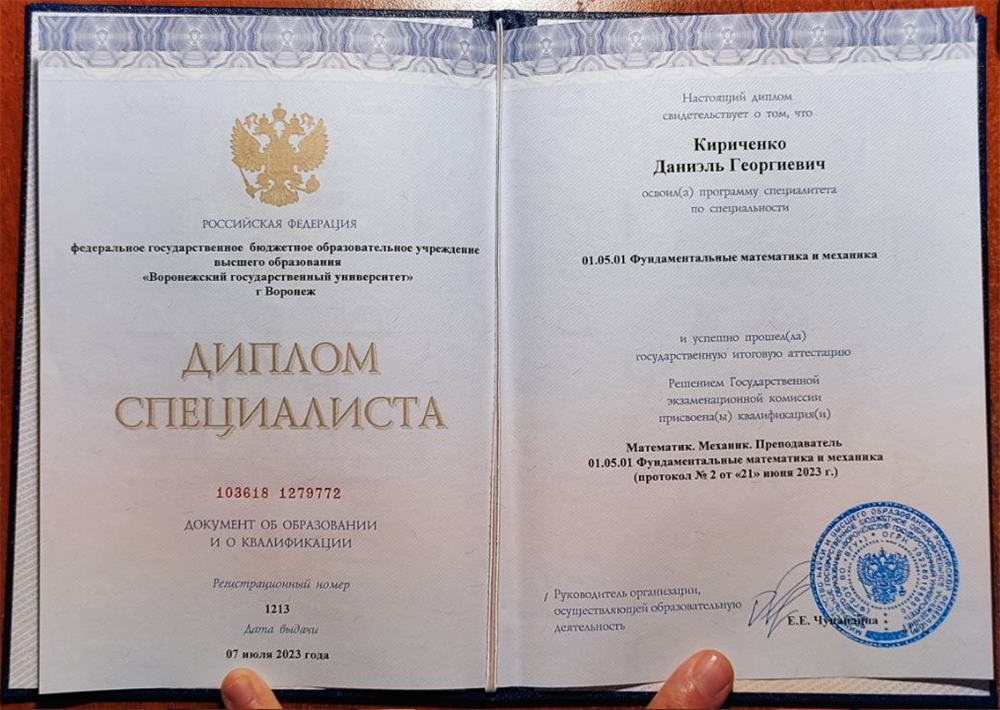 РОССИЙСКАЯ ФЕДЕРАЦИЯ
федеральное государственное бюджетное образовательное учреждение
высшего образования
«Воронежский государственный университет»
г Воронеж
ДИПЛОМ
СПЕЦИАЛИСТА
103618 1279772
ДОКУМЕНТ ОБ ОБРАЗОВАНИИ
И О КВАЛИФИКАЦИИ
Регистрационный номер
1213
Дата выдачи
07 июля 2023 года
Настоящий диплом
свидетельствует о том, что
Кириченко
Даниэль Георгиевич
освоил(а) программу специалитета
по специальности
01.05.01 Фундаментальные математика и механика
и успешно прошел(ла)
государственную итоговую аттестацию
Решением Государственной
экзаменационной комиссии
присвоена(ы) квалификация(и)
Математик. Механик. Преподаватель
01.05.01 Фундаментальные математика и механика
(протокол № 2 от «21» июня 2023 г.)
Руководитель организации,
осуществляющей образовательную
деятельность
Е.Е. Чупандина